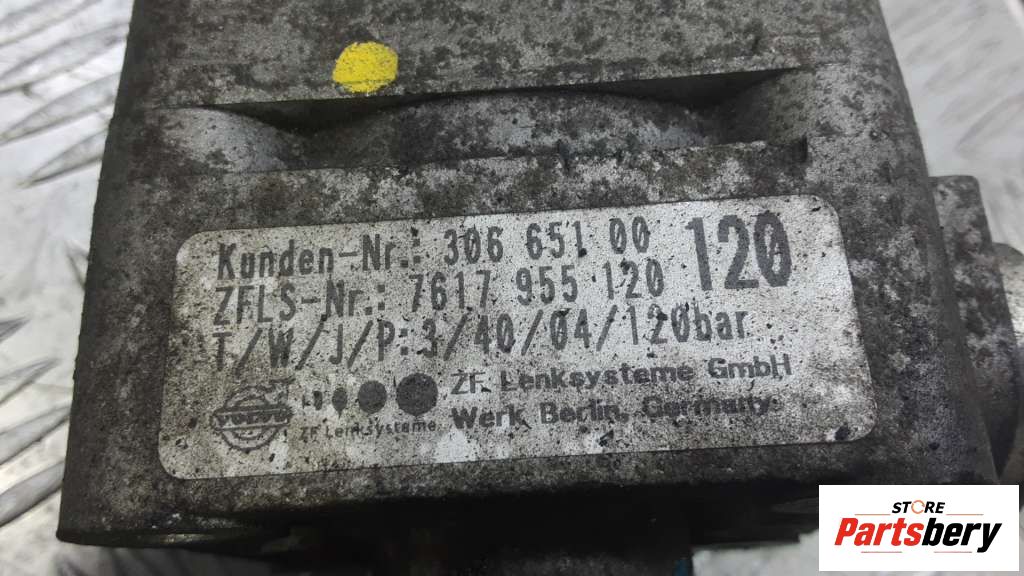 Kunden-Nr.: 306 651 00 120
ZFLS-Nr.: 7617 955 120
T/W/J/P:3/40/04/120bar
ZF Lenksysteme GmbH
VOLVO
ZF Lenksysteme
Werk Berlin, Germany
STORE
Partsbery